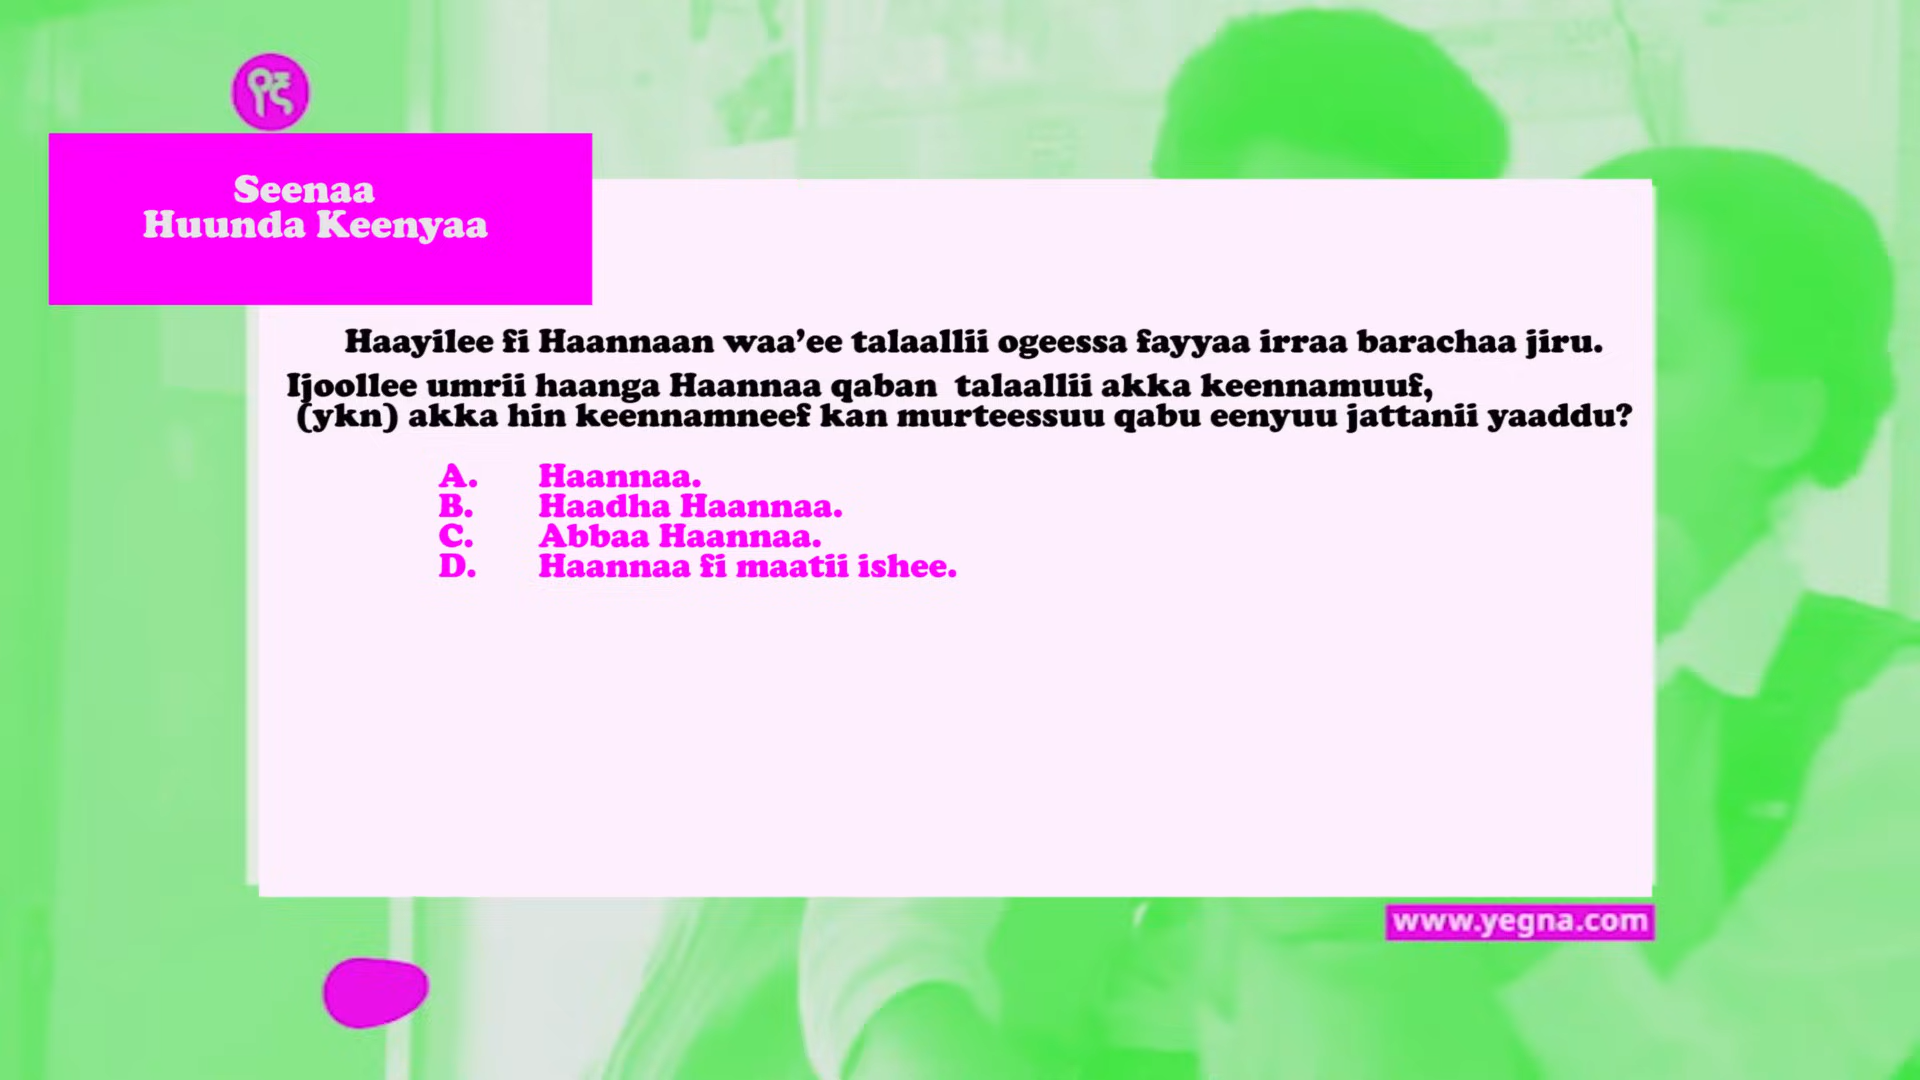 የኛ
Seenaa
Huunda Keenyaa
Haayilee fi Haannaan waa’ee talaallii ogeessa fayyaa irraa barachaa jiru.
Ijoollee umrii haanga Haannaa qaban talaallii akka keennamuuf,
(ykn) akka hin keennamneef kan murteessuu qabu eenyuu jattanii yaaddu?
A. Haannaa.
B. Haadha Haannaa.
C. Abbaa Haannaa.
D. Haannaa fi maatii ishee.
www.yegna.com